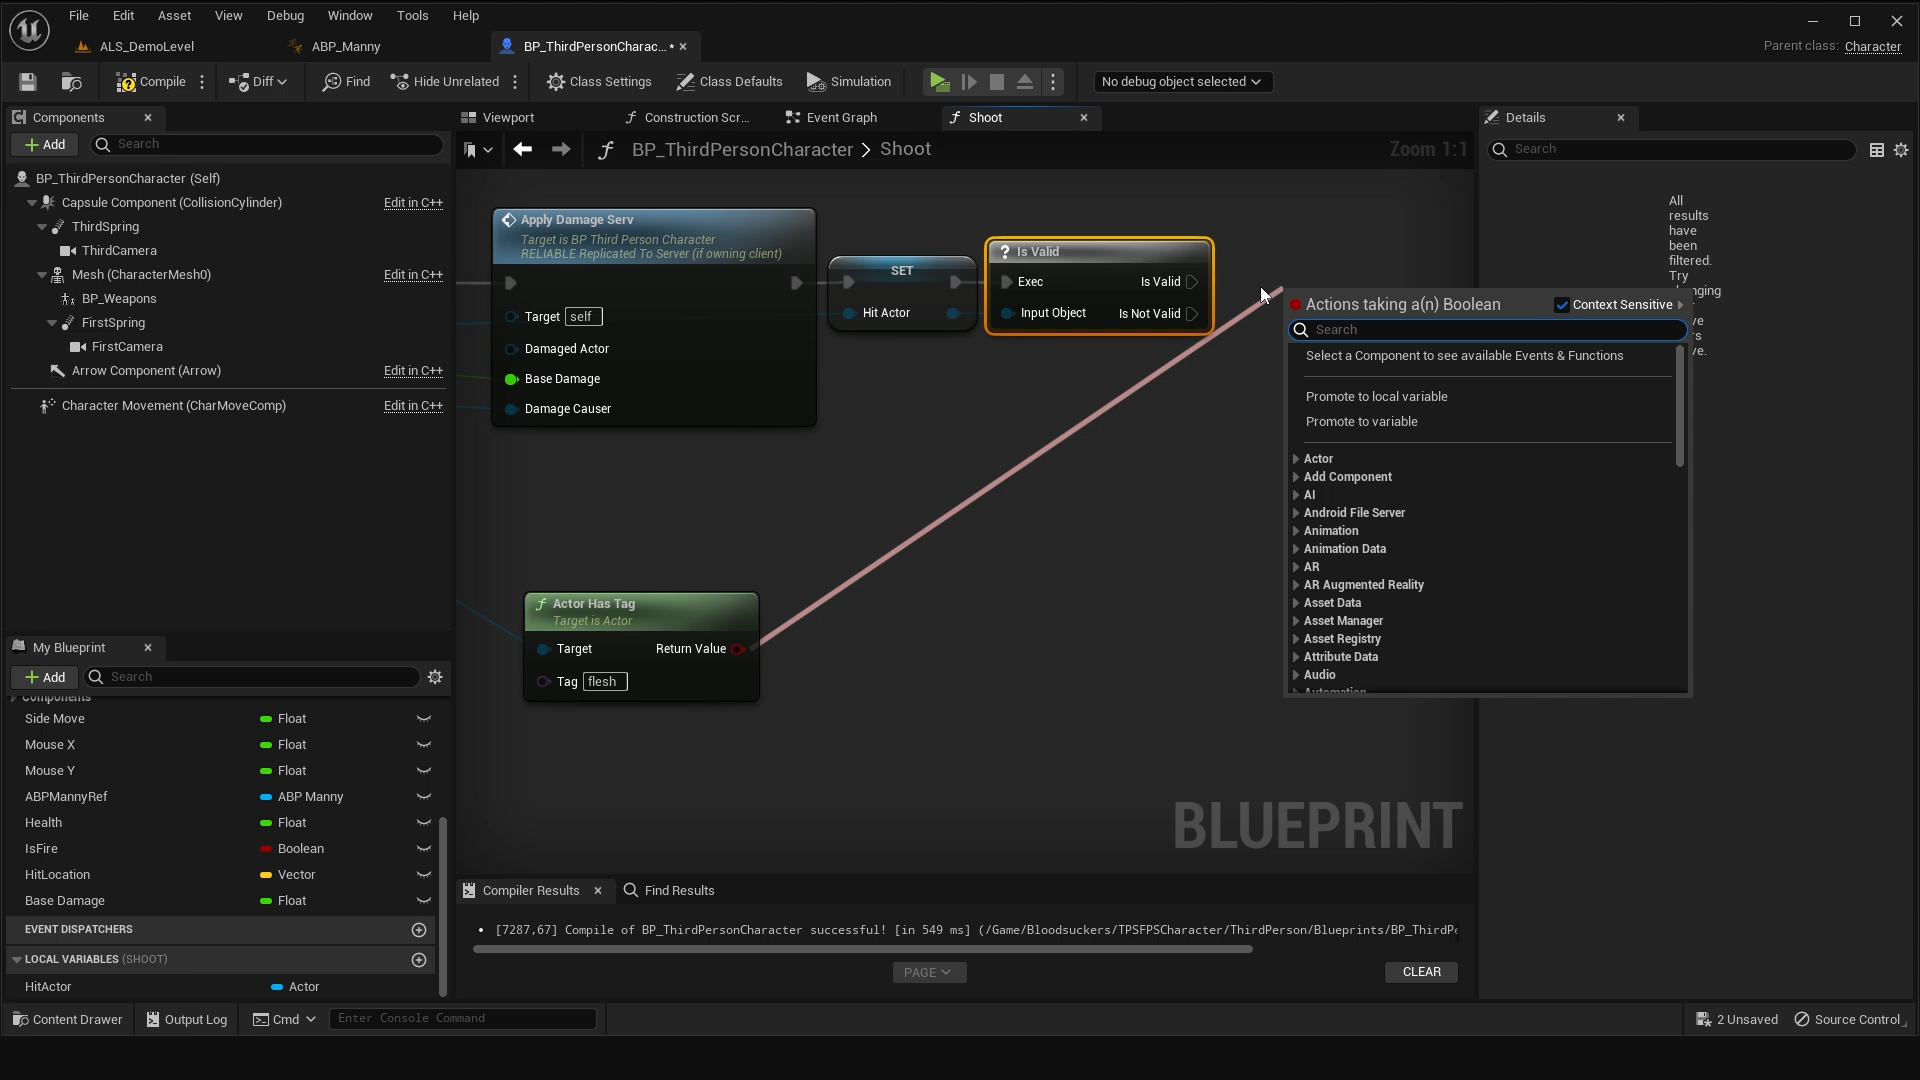 File Edit Asset View Debug Window Tools Help
ALS_DemoLevel ABP_Manny BP_ThirdPersonCharac... * Parent class: Character
Compile Diff Find Hide Unrelated Class Settings Class Defaults Simulation No debug object selected
Components Viewport Construction Scr... Event Graph Shoot Details
Add Search BP_ThirdPersonCharacter > Shoot Zoom 1:1 Search
BP_ThirdPersonCharacter (Self)
Capsule Component (CollisionCylinder) Edit in C++
ThirdSpring
ThirdCamera
Mesh (CharacterMesh0) Edit in C++
BP_Weapons
FirstSpring
FirstCamera
Arrow Component (Arrow) Edit in C++
Character Movement (CharMoveComp) Edit in C++
Apply Damage Serv
Target is BP Third Person Character
RELIABLE Replicated To Server (if owning client)
Target self
Damaged Actor
Base Damage
Damage Causer
SET
Hit Actor
Is Valid
Exec Is Valid
Input Object Is Not Valid
Actor Has Tag
Target is Actor
Target Return Value
Tag flesh
Actions taking a(n) Boolean Context Sensitive
Search
Select a Component to see available Events & Functions
Promote to local variable
Promote to variable
Actor
Add Component
AI
Android File Server
Animation
Animation Data
AR
AR Augmented Reality
Asset Data
Asset Manager
Asset Registry
Attribute Data
Audio
Automation
All
results
have
been
filtered.
Try
BLUEPRINT
My Blueprint
Add Search
Components
Side Move Float
Mouse X Float
Mouse Y Float
ABPMannyRef ABP Manny
Health Float
IsFire Boolean
HitLocation Vector
Base Damage Float
EVENT DISPATCHERS
LOCAL VARIABLES (SHOOT)
HitActor Actor
Compiler Results Find Results
[7287,67] Compile of BP_ThirdPersonCharacter successful! [in 549 ms] (/Game/Bloodsuckers/TPSFPSCharacter/ThirdPerson/Blueprints/BP_ThirdPe
PAGE CLEAR
Content Drawer Output Log Cmd Enter Console Command 2 Unsaved Source Control